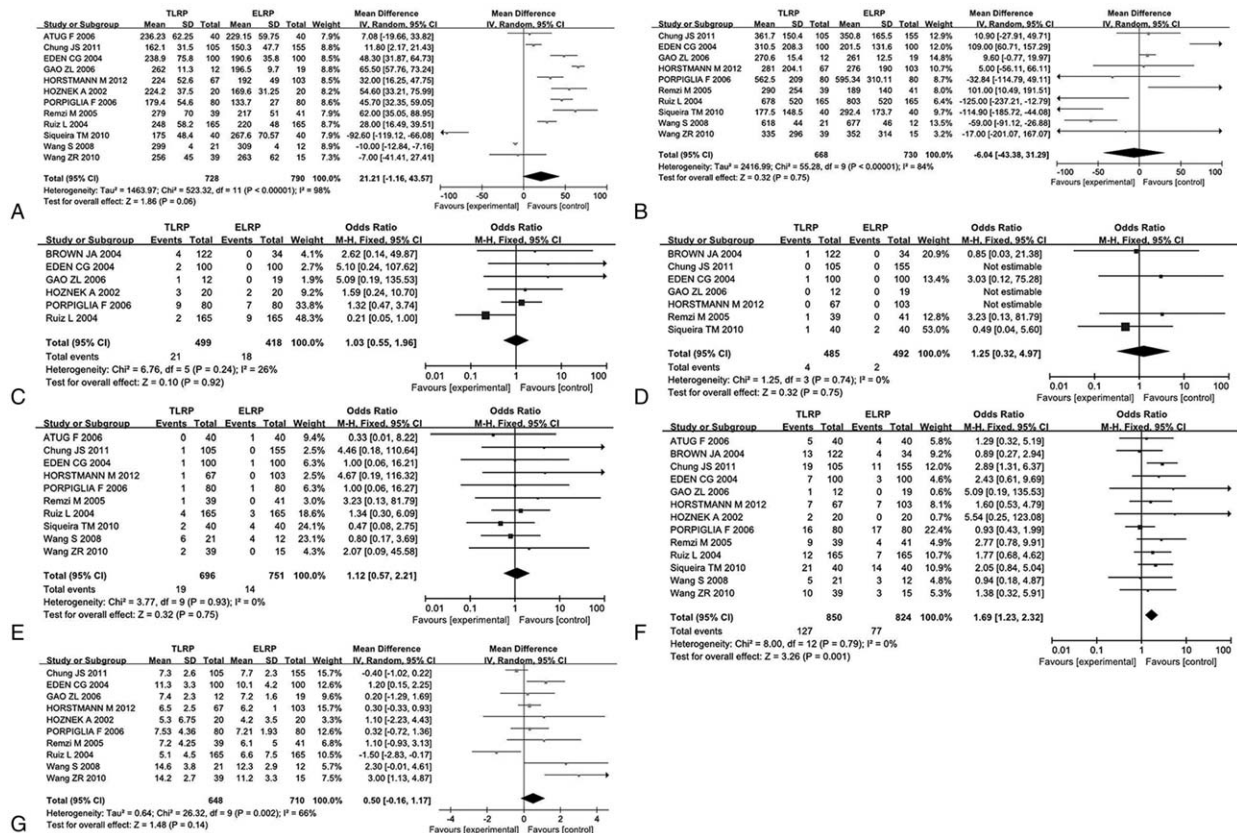 TLRP ELRP Mean Difference Mean Difference
Study or Subgroup Mean SD Total Mean SD Total Weight IV, Random, 95% CI IV, Random, 95% CI
ATUG F 2006 236.23 62.25 40 229.15 59.75 40 7.9% 7.08 [-19.66, 33.82]
Chung JS 2011 162.1 31.5 105 150.3 47.7 155 9.2% 11.80 [2.17, 21.43]
EDEN CG 2004 238.9 75.8 100 190.6 35.8 100 8.7% 48.30 [31.87, 64.73]
GAO ZL 2006 262 11.3 12 196.5 9.7 19 9.3% 65.50 [57.76, 73.24]
HORSTMANN M 2012 224 52.6 67 192 49 103 8.8% 32.00 [16.25, 47.75]
HOZNEK A 2002 224.2 37.5 20 169.6 31.25 20 8.3% 54.60 [33.21, 75.99]
PORPIGLIA F 2006 179.4 54.6 80 133.7 27 80 9.0% 45.70 [32.35, 59.05]
Remzi M 2005 279 70 39 217 51 41 7.9% 62.00 [35.05, 88.95]
Ruiz L 2004 248 58.2 165 220 48 165 9.1% 28.00 [16.49, 39.51]
Siqueira TM 2010 175 48.4 40 267.6 70.57 40 7.9% -92.60 [-119.12, -66.08]
Wang S 2008 299 4 21 309 4 12 9.4% -10.00 [-12.84, -7.16]
Wang ZR 2010 256 45 39 263 62 15 7.0% -7.00 [-41.41, 27.41]
Total (95% CI) 728 790 100.0% 21.21 [-1.16, 43.57]
Heterogeneity: Tau² = 1463.97; Chi² = 523.32, df = 11 (P < 0.00001); I² = 98%
Test for overall effect: Z = 1.86 (P = 0.06)
-100 -50 0 50 100
Favours [experimental] Favours [control]
A
TLRP ELRP Mean Difference Mean Difference
Study or Subgroup Mean SD Total Mean SD Total Weight IV, Random, 95% CI IV, Random, 95% CI
Chung JS 2011 361.7 150.4 105 350.8 165.5 155 10.90 [-27.91, 49.71]
EDEN CG 2004 310.5 208.3 100 201.5 131.6 100 109.00 [60.71, 157.29]
GAO ZL 2006 270.6 15.4 12 261 12.5 19 9.60 [-0.77, 19.97]
HORSTMANN M 2012 281 204.1 67 276 190 103 5.00 [-56.11, 66.11]
PORPIGLIA F 2006 562.5 209 80 595.34 310.11 80 -32.84 [-114.79, 49.11]
Remzi M 2005 290 254 39 189 140 41 101.00 [10.49, 191.51]
Ruiz L 2004 678 520 165 803 520 165 -125.00 [-237.21, -12.79]
Siqueira TM 2010 177.5 148.5 40 292.4 173.7 40 -114.90 [-185.72, -44.08]
Wang S 2008 618 44 21 677 46 12 -59.00 [-91.12, -26.88]
Wang ZR 2010 335 296 39 352 314 15 -17.00 [-201.07, 167.07]
Total (95% CI) 668 730 100.0% -6.04 [-43.38, 31.29]
Heterogeneity: Tau² = 2416.99; Chi² = 55.28, df = 9 (P < 0.00001); I² = 84%
Test for overall effect: Z = 0.32 (P = 0.75)
-100 -50 0 50 100
Favours [experimental] Favours [control]
B
TLRP ELRP Odds Ratio Odds Ratio
Study or Subgroup Events Total Events Total Weight M-H, Fixed, 95% CI M-H, Fixed, 95% CI
BROWN JA 2004 4 122 0 34 4.1% 2.62 [0.14, 49.87]
EDEN CG 2004 2 100 0 100 2.7% 5.10 [0.24, 107.62]
GAO ZL 2006 1 12 0 19 1.9% 5.09 [0.19, 135.53]
HOZNEK A 2002 3 20 2 20 9.2% 1.59 [0.24, 10.70]
PORPIGLIA F 2006 9 80 7 80 33.8% 1.32 [0.47, 3.74]
Ruiz L 2004 2 165 9 165 48.3% 0.21 [0.05, 1.00]
Total (95% CI) 499 418 100.0% 1.03 [0.55, 1.96]
Total events 21 18
Heterogeneity: Chi² = 6.76, df = 5 (P = 0.24); I² = 26%
Test for overall effect: Z = 0.10 (P = 0.92)
0.01 0.1 1 10 100
Favours [experimental] Favours [control]
C
TLRP ELRP Odds Ratio Odds Ratio
Study or Subgroup Events Total Events Total Weight M-H, Fixed, 95% CI M-H, Fixed, 95% CI
BROWN JA 2004 1 122 0 34 20.9% 0.85 [0.03, 21.38]
Chung JS 2011 0 105 0 155 Not estimable
EDEN CG 2004 1 100 0 100 13.4% 3.03 [0.12, 75.28]
GAO ZL 2006 0 12 0 19 Not estimable
HORSTMANN M 2012 0 67 0 103 Not estimable
Remzi M 2005 1 39 0 41 12.8% 3.23 [0.13, 81.79]
Siqueira TM 2010 1 40 2 40 53.0% 0.49 [0.04, 5.60]
Total (95% CI) 485 492 100.0% 1.25 [0.32, 4.97]
Total events 4 2
Heterogeneity: Chi² = 1.25, df = 3 (P = 0.74); I² = 0%
Test for overall effect: Z = 0.32 (P = 0.75)
0.01 0.1 1 10 100
Favours [experimental] Favours [control]
D
TLRP ELRP Odds Ratio Odds Ratio
Study or Subgroup Events Total Events Total Weight M-H, Fixed, 95% CI M-H, Fixed, 95% CI
ATUG F 2006 0 40 1 40 9.4% 0.33 [0.01, 8.22]
Chung JS 2011 1 105 0 155 2.5% 4.46 [0.18, 110.64]
EDEN CG 2004 1 100 1 100 6.3% 1.00 [0.06, 16.21]
HORSTMANN M 2012 1 67 0 103 2.5% 4.67 [0.19, 116.32]
PORPIGLIA F 2006 1 80 1 80 6.3% 1.00 [0.06, 16.27]
Remzi M 2005 1 39 0 41 3.0% 3.23 [0.13, 81.79]
Ruiz L 2004 4 165 3 165 18.6% 1.34 [0.30, 6.09]
Siqueira TM 2010 2 40 4 40 24.1% 0.47 [0.08, 2.75]
Wang S 2008 6 21 4 12 23.2% 0.80 [0.17, 3.69]
Wang ZR 2010 2 39 0 15 4.3% 2.07 [0.09, 45.58]
Total (95% CI) 696 751 100.0% 1.12 [0.57, 2.21]
Total events 19 14
Heterogeneity: Chi² = 3.77, df = 9 (P = 0.93); I² = 0%
Test for overall effect: Z = 0.32 (P = 0.75)
0.01 0.1 1 10 100
Favours [experimental] Favours [control]
E
TLRP ELRP Odds Ratio Odds Ratio
Study or Subgroup Events Total Events Total Weight M-H, Fixed, 95% CI M-H, Fixed, 95% CI
ATUG F 2006 5 40 4 40 5.8% 1.29 [0.32, 5.19]
BROWN JA 2004 13 122 4 34 9.2% 0.89 [0.27, 2.94]
Chung JS 2011 19 105 11 155 12.0% 2.89 [1.31, 6.37]
EDEN CG 2004 7 100 3 100 4.6% 2.43 [0.61, 9.69]
GAO ZL 2006 1 12 0 19 0.6% 5.09 [0.19, 135.53]
HORSTMANN M 2012 7 67 7 103 8.2% 1.60 [0.53, 4.79]
HOZNEK A 2002 2 20 0 20 0.7% 5.54 [0.25, 123.08]
PORPIGLIA F 2006 16 80 17 80 22.4% 0.93 [0.43, 1.99]
Remzi M 2005 9 39 4 41 4.9% 2.77 [0.78, 9.91]
Ruiz L 2004 12 165 7 165 10.7% 1.77 [0.68, 4.62]
Siqueira TM 2010 21 40 14 40 11.0% 2.05 [0.84, 5.04]
Wang S 2008 5 21 3 12 4.8% 0.94 [0.18, 4.87]
Wang ZR 2010 10 39 3 15 5.3% 1.38 [0.32, 5.91]
Total (95% CI) 850 824 100.0% 1.69 [1.23, 2.32]
Total events 127 77
Heterogeneity: Chi² = 8.00, df = 12 (P = 0.79); I² = 0%
Test for overall effect: Z = 3.26 (P = 0.001)
0.01 0.1 1 10 100
Favours [experimental] Favours [control]
F
TLRP ELRP Mean Difference Mean Difference
Study or Subgroup Mean SD Total Mean SD Total Weight IV, Random, 95% CI IV, Random, 95% CI
Chung JS 2011 7.3 2.6 105 7.7 2.3 155 15.7% -0.40 [-1.02, 0.22]
EDEN CG 2004 11.3 3.3 100 10.1 4.2 100 12.6% 1.20 [0.15, 2.25]
GAO ZL 2006 7.4 2.3 12 7.2 1.6 19 9.8% 0.20 [-1.29, 1.69]
HORSTMANN M 2012 6.5 2.5 67 6.2 1 103 15.6% 0.30 [-0.33, 0.93]
HOZNEK A 2002 5.3 6.75 20 4.2 3.5 20 3.2% 1.10 [-2.23, 4.43]
PORPIGLIA F 2006 7.53 4.36 80 7.21 1.93 80 12.7% 0.32 [-0.72, 1.36]
Remzi M 2005 7.2 4.25 39 6.1 5 41 6.9% 1.10 [-0.93, 3.13]
Ruiz L 2004 5.1 4.5 165 6.6 7.5 165 10.8% -1.50 [-2.83, -0.17]
Wang S 2008 14.6 3.8 21 12.3 2.9 12 5.8% 2.30 [-0.01, 4.61]
Wang ZR 2010 14.2 2.7 39 11.2 3.3 15 7.6% 3.00 [1.13, 4.87]
Total (95% CI) 648 710 100.0% 0.50 [-0.16, 1.17]
Heterogeneity: Tau² = 0.64; Chi² = 26.32, df = 9 (P = 0.002); I² = 66%
Test for overall effect: Z = 1.48 (P = 0.14)
-4 -2 0 2 4
Favours [experimental] Favours [control]
G